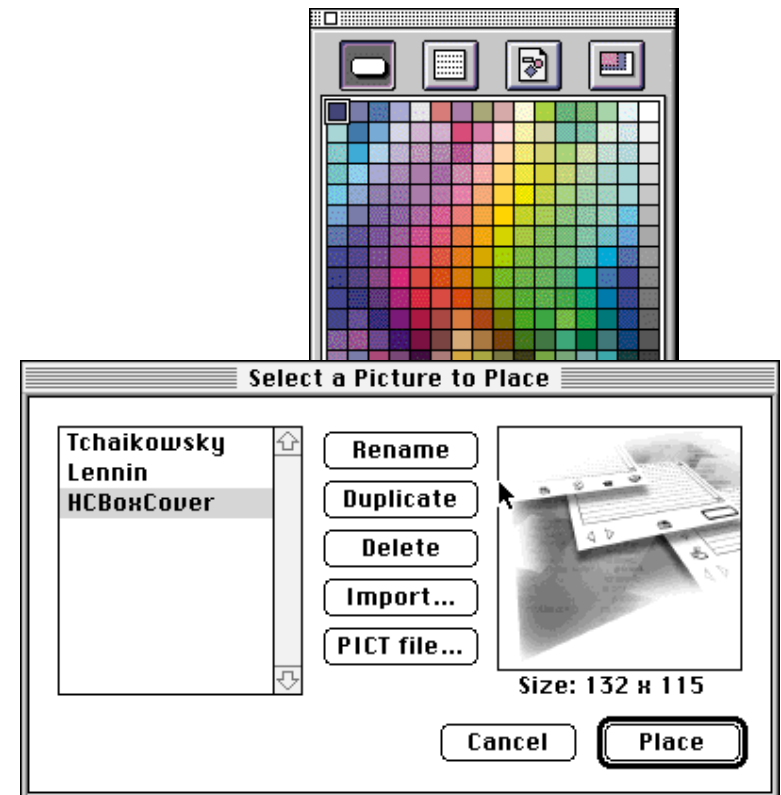 Select a Picture to Place
Tchaikowsky
Lennin
HCBoxCover
Rename
Duplicate
Delete
Import...
PICT file...
Size: 132 x 115
Cancel
Place